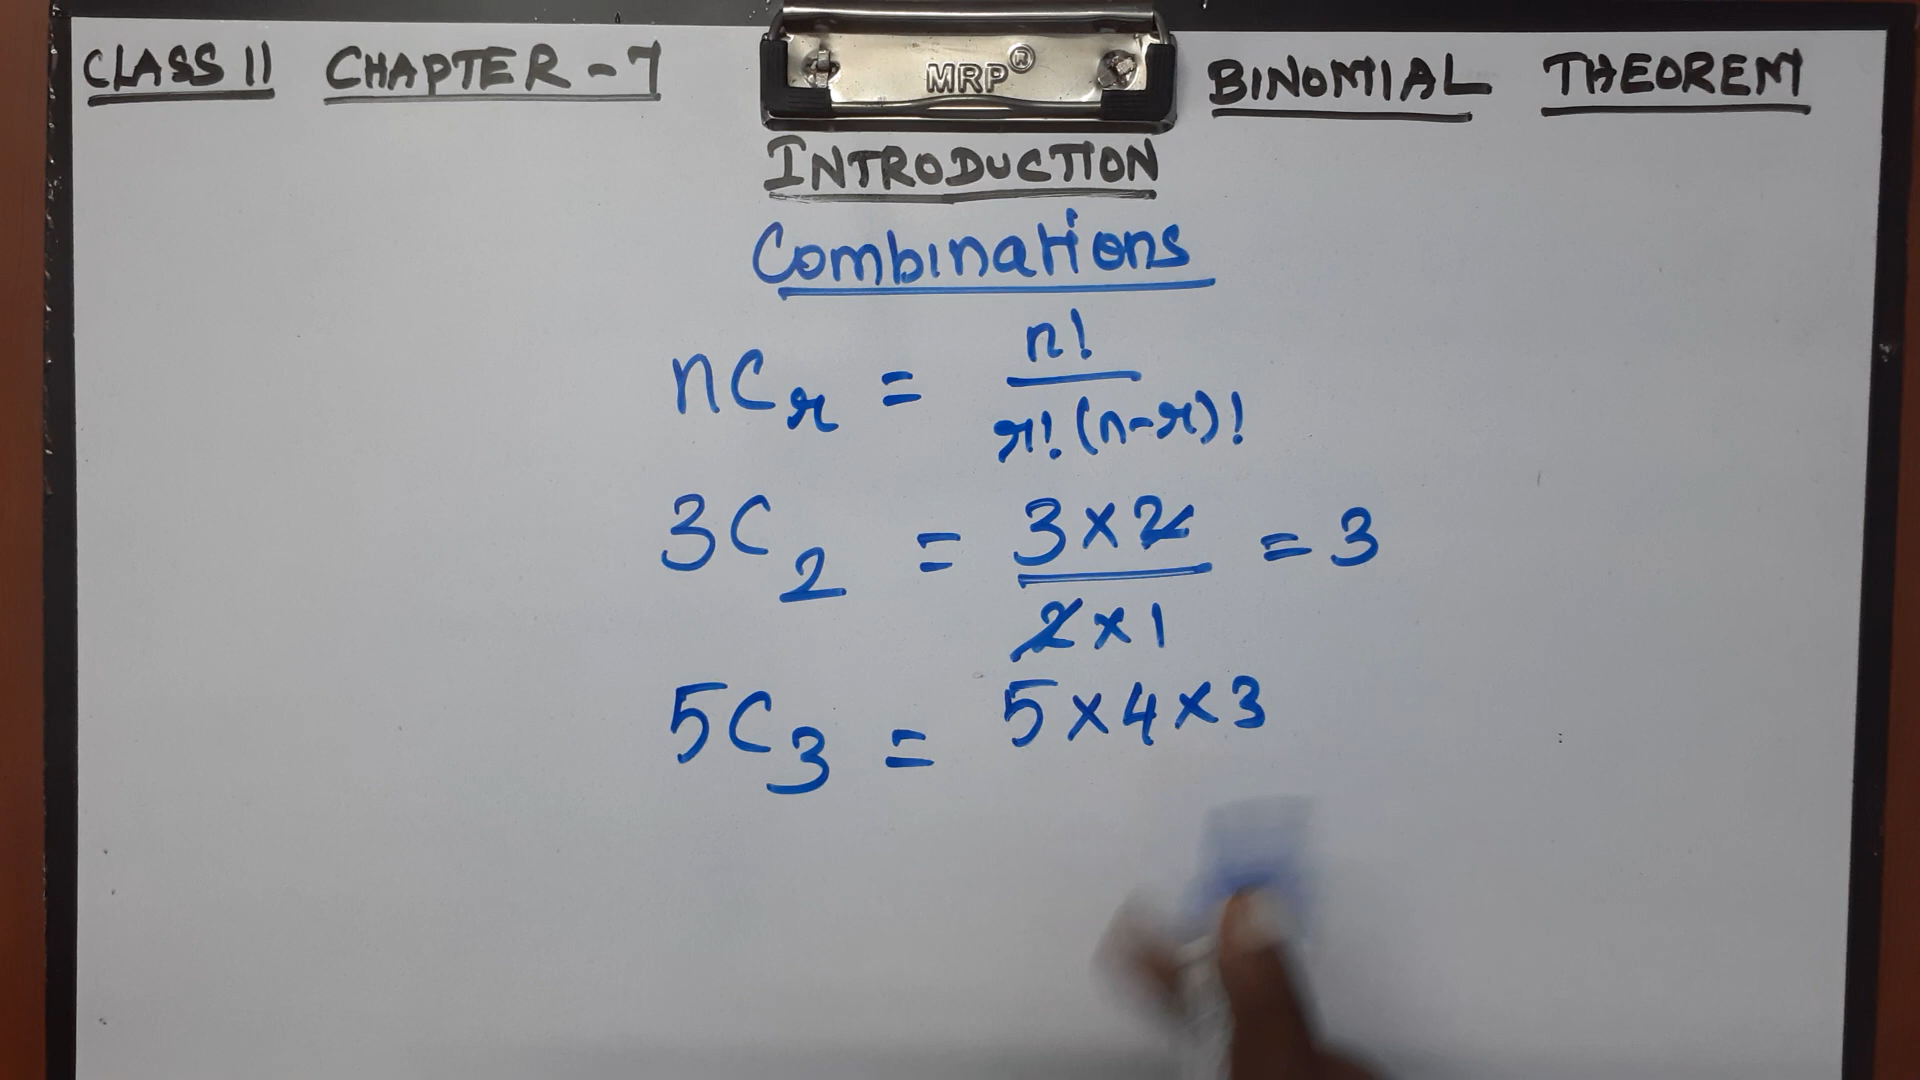 CLASS 11 CHAPTER - 7 MRP® BINOMIAL THEOREM
INTRODUCTION
Combinations
nCr = n! / r!(n-r)!
3C2 = 3×2 / 2×1 = 3
5C3 = 5×4×3